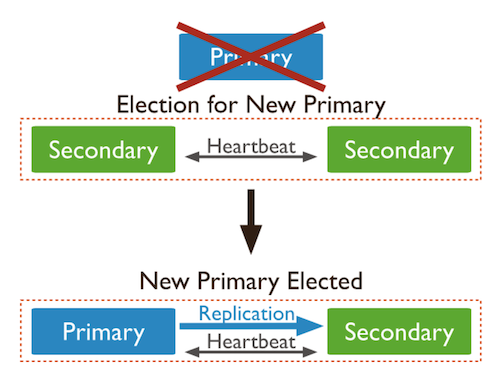 Primary
Election for New Primary
Secondary Heartbeat Secondary
New Primary Elected
Replication
Primary Secondary
Heartbeat